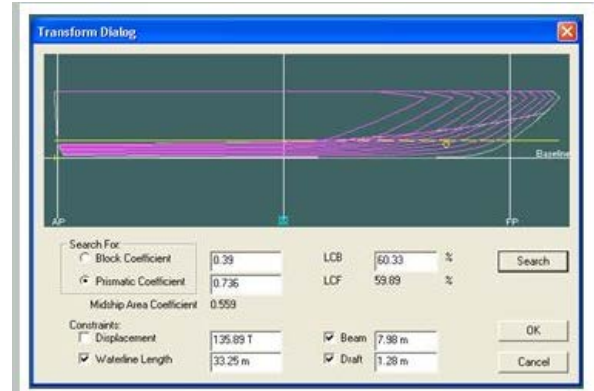 Transform Dialog
Baseline
AP
FP
Search For:
Block Coefficient 0.39 LCB 60.33 % Search
Prismatic Coefficient 0.736 LCF 59.89 %
Midship Area Coefficient 0.559
Constraints:
Displacement 135.89 T Beam 7.98 m OK
Waterline Length 33.25 m Draft 1.28 m Cancel